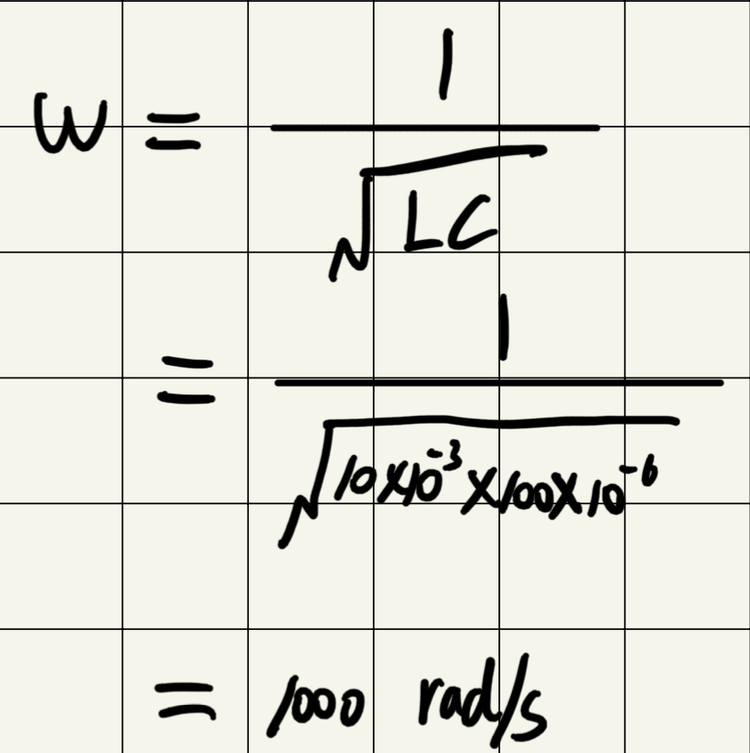 W = 1/√LC
= 1/√10×10⁻³×100×10⁻⁶
= 1000 rad/s